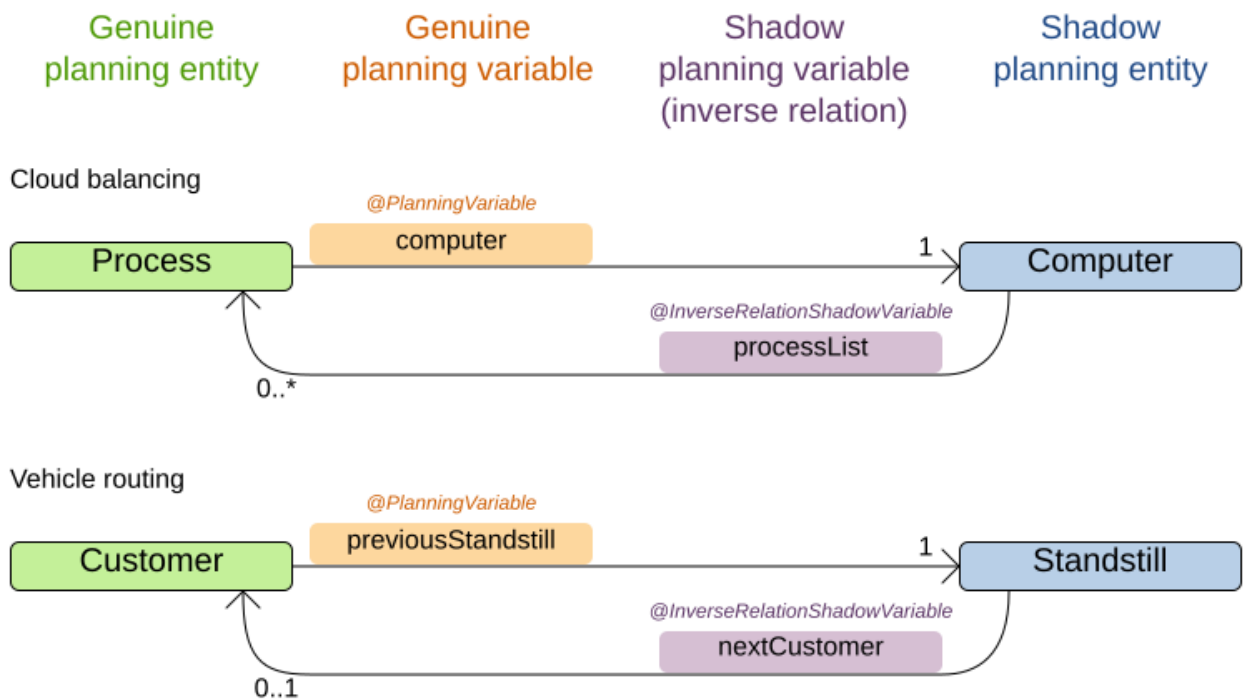 Genuine
planning entity
Genuine
planning variable
Shadow
planning variable
(inverse relation)
Shadow
planning entity
Cloud balancing
@PlanningVariable
computer
Process
1
Computer
@InverseRelationShadowVariable
processList
0..*
Vehicle routing
@PlanningVariable
previousStandstill
Customer
1
Standstill
@InverseRelationShadowVariable
nextCustomer
0..1